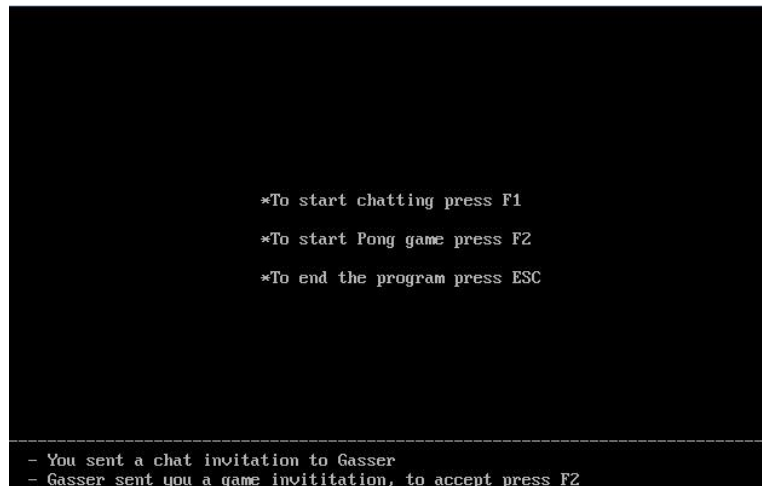 *To start chatting press F1
*To start Pong game press F2
*To end the program press ESC
- You sent a chat invitation to Gasser
- Gasser sent you a game invititation, to accept press F2